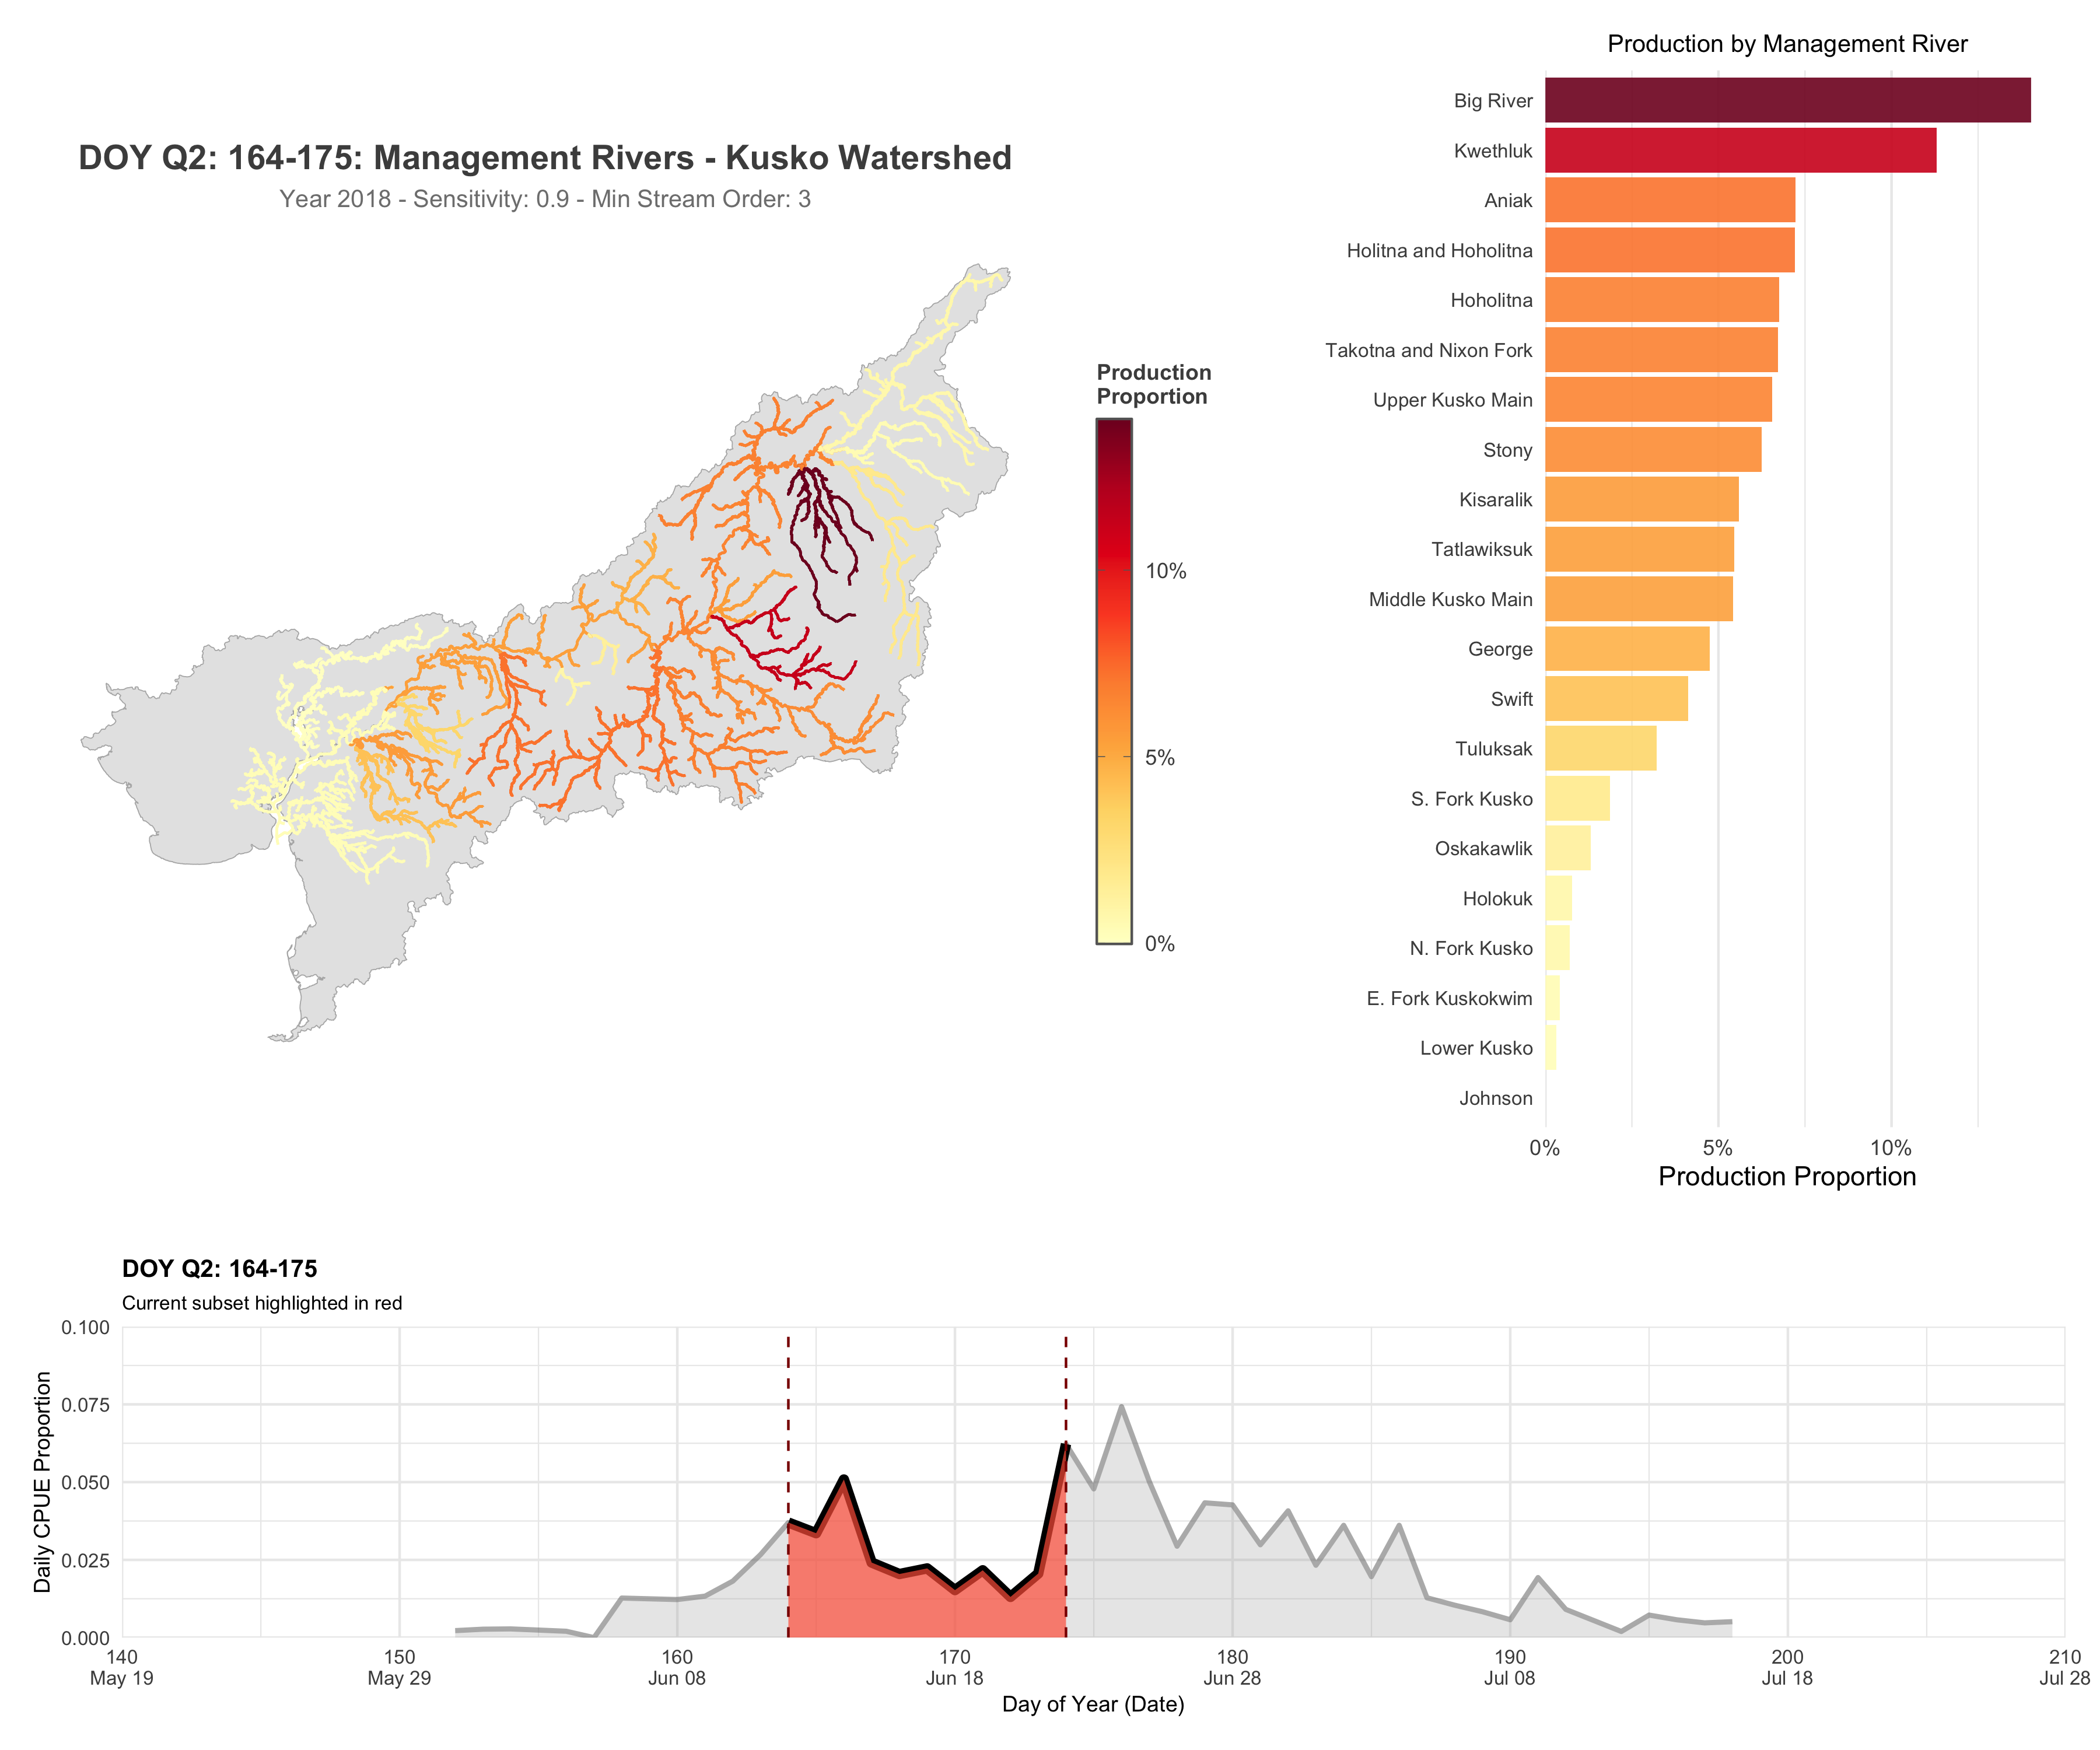 DOY Q2: 164-175: Management Rivers - Kusko Watershed
Year 2018 - Sensitivity: 0.9 - Min Stream Order: 3
Production
Proportion
10%
5%
0%
Production by Management River
Big River
Kwethluk
Aniak
Holitna and Hoholitna
Hoholitna
Takotna and Nixon Fork
Upper Kusko Main
Stony
Kisaralik
Tatlawiksuk
Middle Kusko Main
George
Swift
Tuluksak
S. Fork Kusko
Oskakawlik
Holokuk
N. Fork Kusko
E. Fork Kuskokwim
Lower Kusko
Johnson
0% 5% 10%
Production Proportion
DOY Q2: 164-175
Current subset highlighted in red
Daily CPUE Proportion
0.100
0.075
0.050
0.025
0.000
140 150 160 170 180 190 200 210
May 19 May 29 Jun 08 Jun 18 Jun 28 Jul 08 Jul 18 Jul 28
Day of Year (Date)